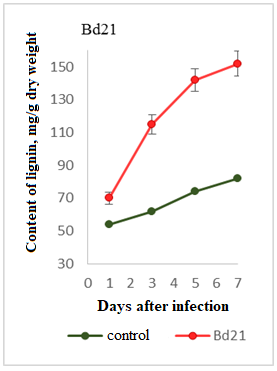 Bd21
Content of lignin, mg/g dry weight
150
130
110
90
70
50
30
0 1 2 3 4 5 6 7
Days after infection
control Bd21